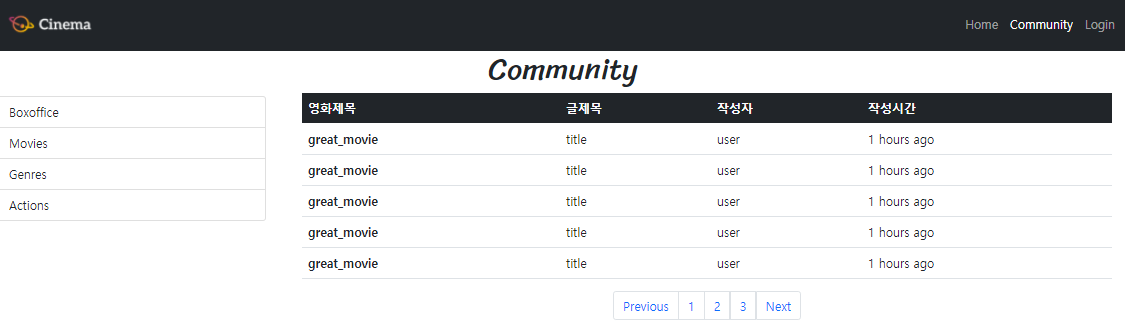 Cinema Home Community Login
Community
Boxoffice
Movies
Genres
Actions
영화제목 글제목 작성자 작성시간
great_movie title user 1 hours ago
great_movie title user 1 hours ago
great_movie title user 1 hours ago
great_movie title user 1 hours ago
great_movie title user 1 hours ago
Previous 1 2 3 Next